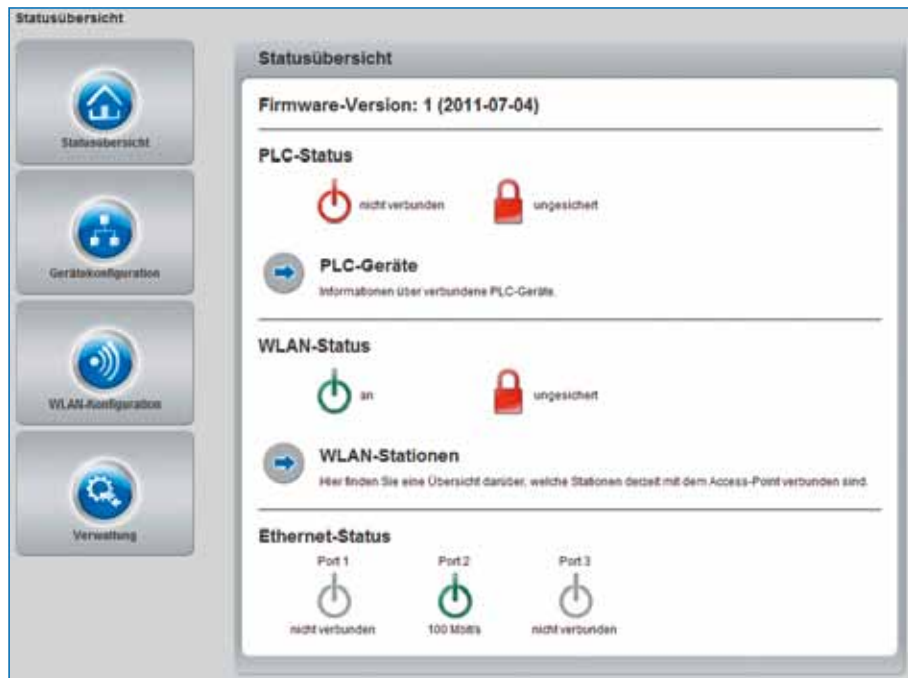 Statusübersicht
Statusübersicht
Gerätekonfiguration
WLAN-Konfiguration
Verwaltung
Statusübersicht
Firmware-Version: 1 (2011-07-04)
PLC-Status
nicht verbunden ungesichert
PLC-Geräte
Informationen über verbundene PLC-Geräte.
WLAN-Status
an ungesichert
WLAN-Stationen
Hier finden Sie eine Übersicht darüber, welche Stationen derzeit mit dem Access-Point verbunden sind.
Ethernet-Status
Port 1 Port 2 Port 3
nicht verbunden 100 Mbit/s nicht verbunden